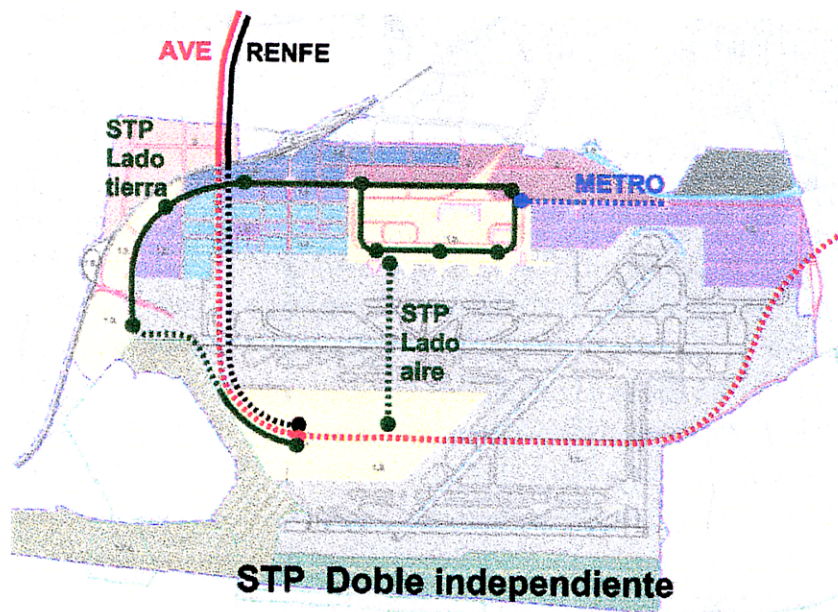 AVE RENFE
STP
Lado
tierra
METRO
STP
Lado
aire
STP Doble independiente